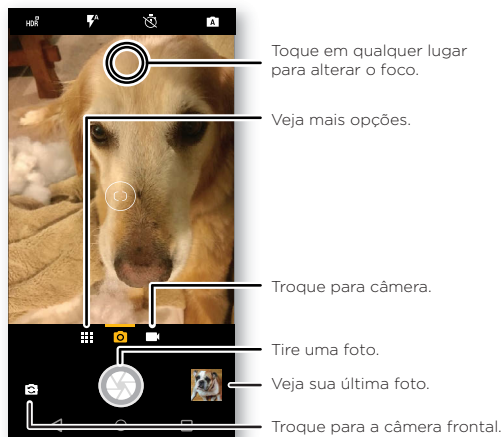 HDR
A
A
Toque em qualquer lugar
para alterar o foco.
Veja mais opções.
Troque para câmera.
Tire uma foto.
Veja sua última foto.
Troque para a câmera frontal.